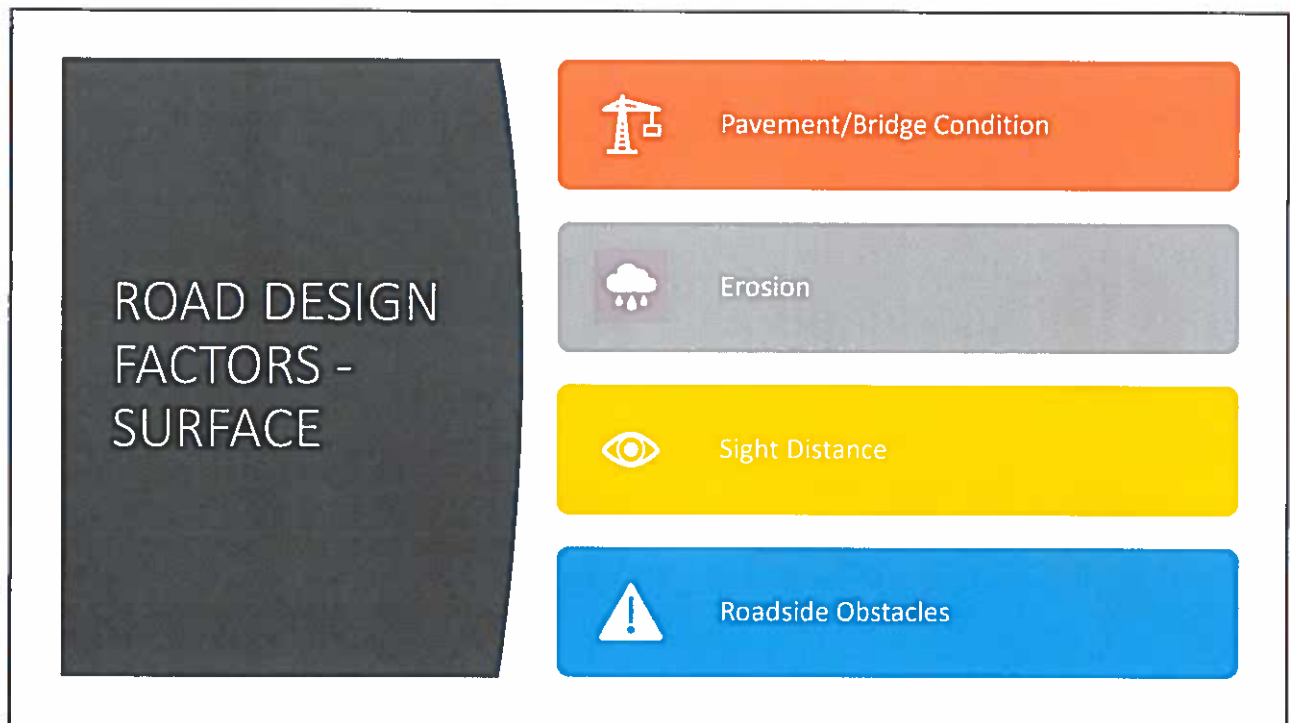 ROAD DESIGN
FACTORS -
SURFACE
Pavement/Bridge Condition
Erosion
Sight Distance
Roadside Obstacles